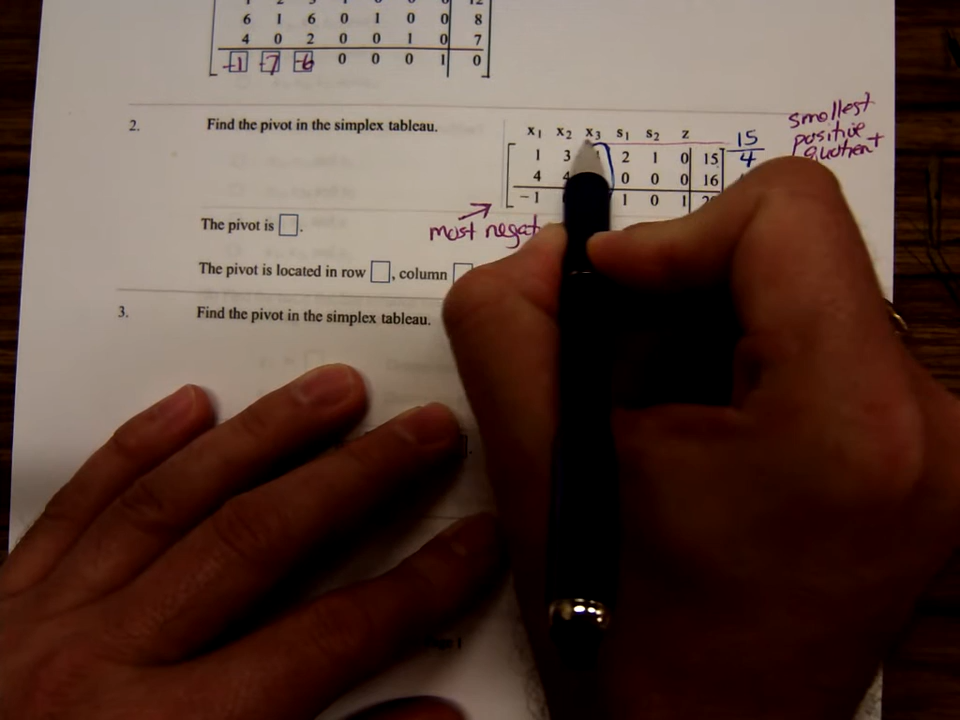 6 1 6 0 1 0 0 8
4 0 2 0 0 1 0 7
-1 -7 -6 0 0 0 1 0
2. Find the pivot in the simplex tableau.
x1 x2 x3 s1 s2 z
1 3 2 1 0 15 15/4
4 0 0 0 16
-1 1 0 1
smallest
positive
quotient
most
The pivot is
The pivot is located in row , column
3. Find the pivot in the simplex tableau.